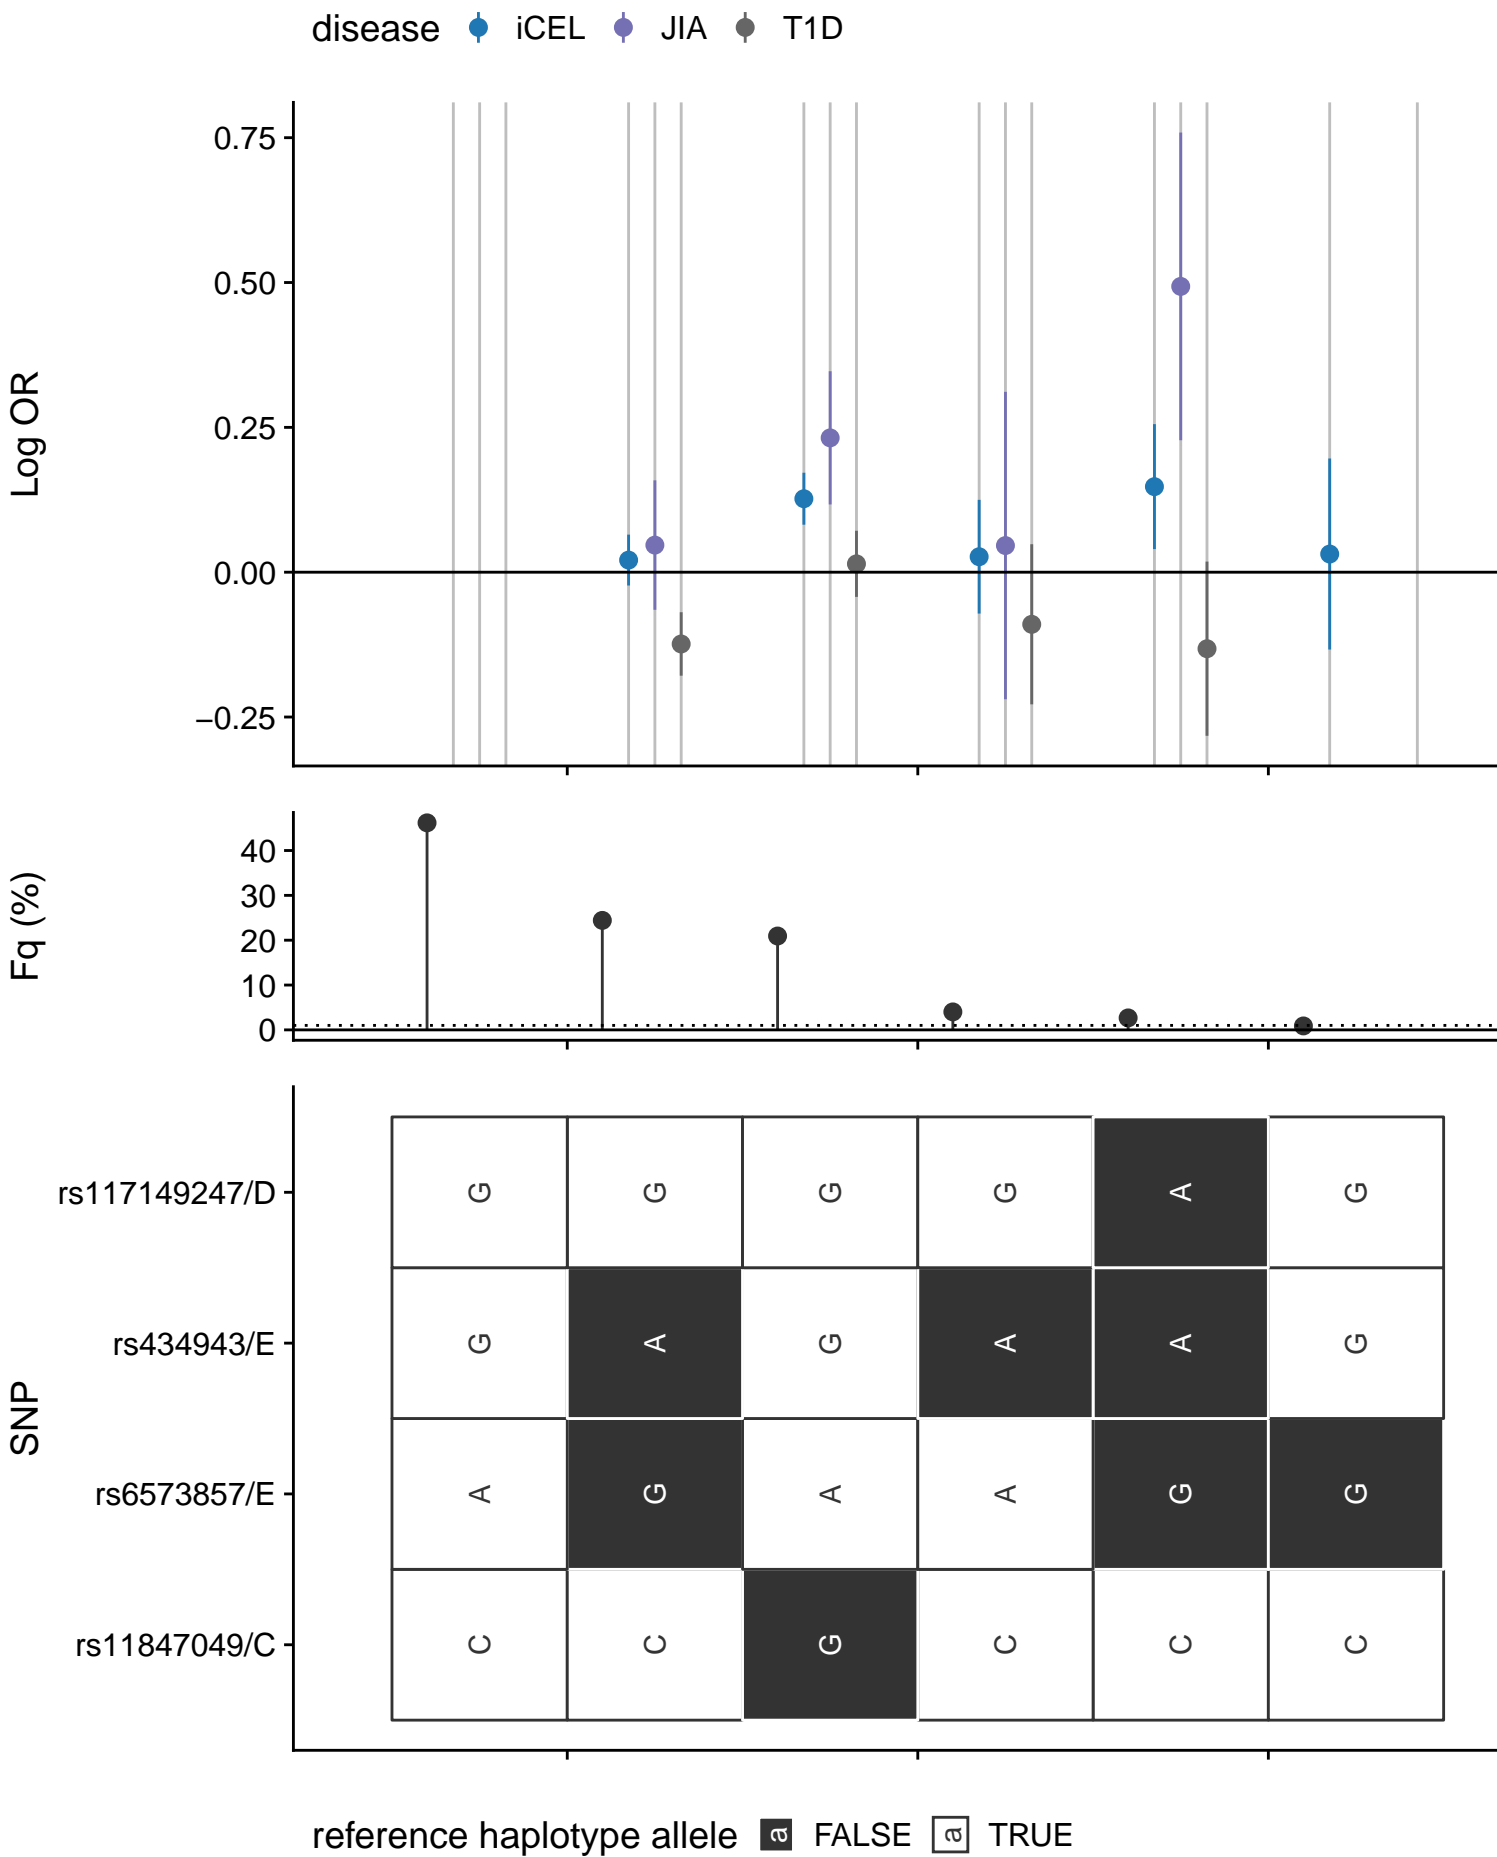 disease iCEL JIA T1D
Log OR
0.75
0.50
0.25
0.00
−0.25
Fq (%)
40
30
20
10
0
SNP
rs117149247/D G G G G A G
rs434943/E G A G A A G
rs6573857/E A G A A G G
rs11847049/C C C G C C C
reference haplotype allele a FALSE a TRUE